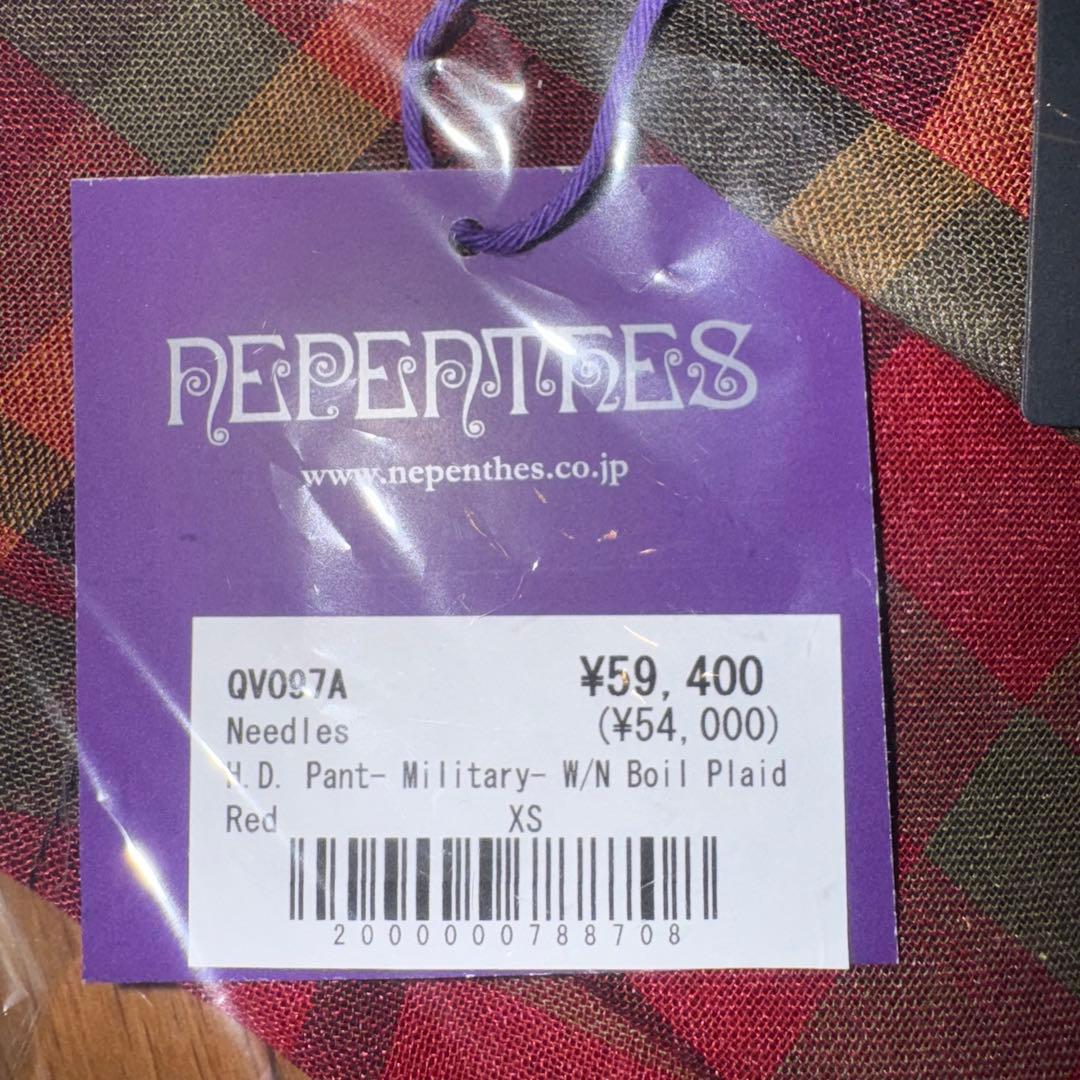 NEPENTHES
www.nepenthes.co.jp
QV097A ¥59,400
Needles (¥54,000)
H.D. Pant- Military- W/N Boil Plaid
Red XS
2000000788708